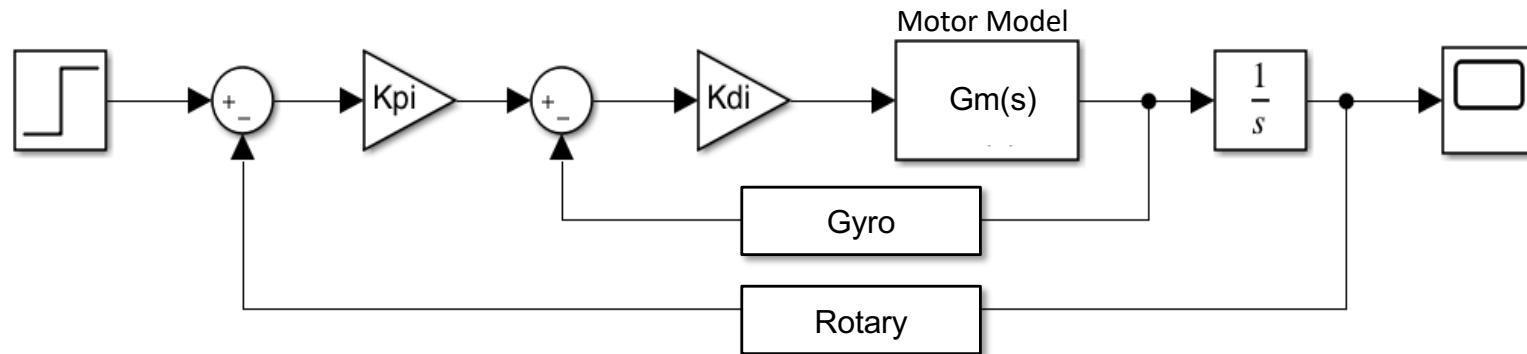 Motor Model
+
−
Kpi
+
−
Kdi
Gm(s)
1
s
Gyro
Rotary